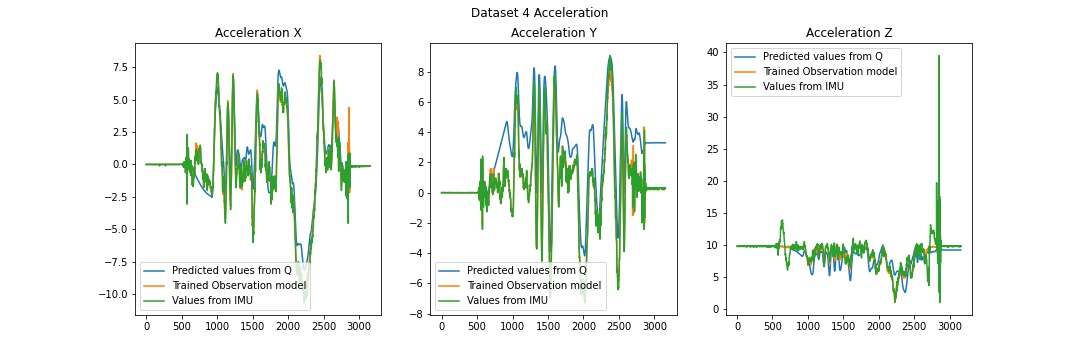 Dataset 4 Acceleration
Acceleration X
7.5
5.0
2.5
0.0
−2.5
−5.0
−7.5
−10.0
0 500 1000 1500 2000 2500 3000
Predicted values from Q
Trained Observation model
Values from IMU
Acceleration Y
8
6
4
2
0
−2
−4
−6
−8
0 500 1000 1500 2000 2500 3000
Predicted values from Q
Trained Observation model
Values from IMU
Acceleration Z
40
35
30
25
20
15
10
5
0
0 500 1000 1500 2000 2500 3000
Predicted values from Q
Trained Observation model
Values from IMU